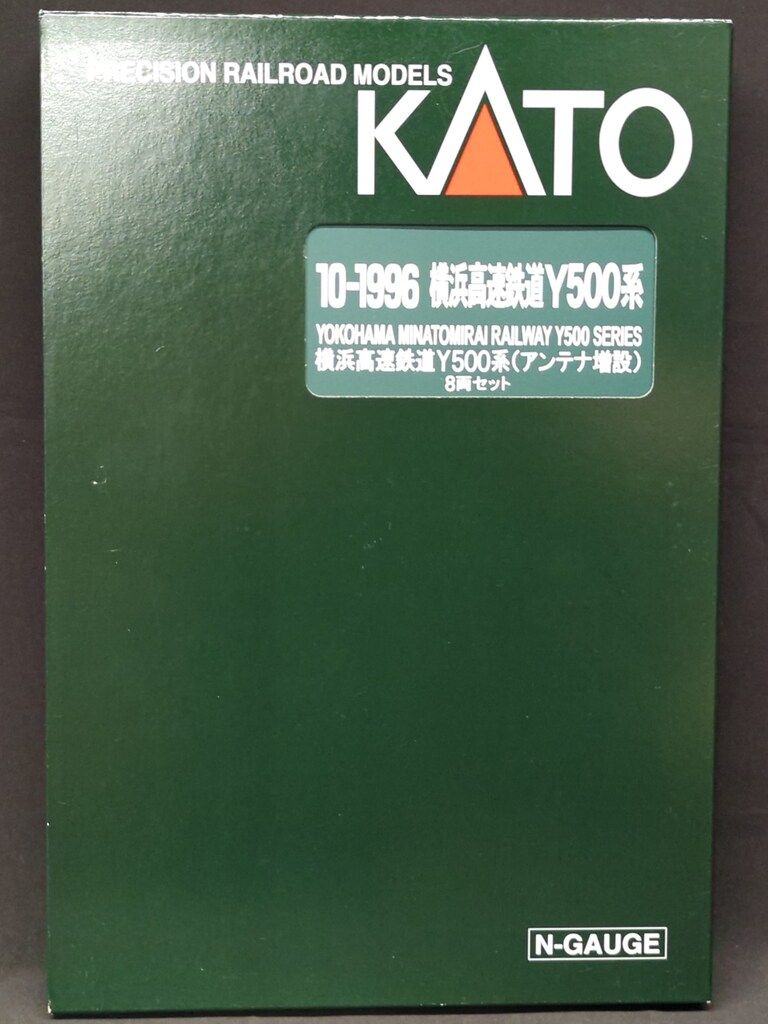 PRECISION RAILROAD MODELS
KATO
10-1996 横浜高速鉄道Y500系
YOKOHAMA MINATOMIRAI RAILWAY Y500 SERIES
横浜高速鉄道Y500系(アンテナ増設)
8両セット
N-GAUGE